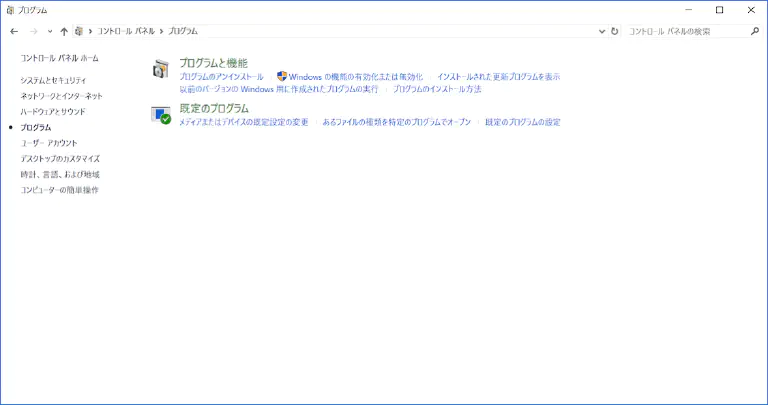 プログラム
コントロール パネル プログラム
コントロール パネルの検索
コントロール パネル ホーム
システムとセキュリティ
ネットワークとインターネット
ハードウェアとサウンド
プログラム
ユーザー アカウント
デスクトップのカスタマイズ
時計、言語、および地域
コンピューターの簡単操作
プログラムと機能
プログラムのアンインストール Windows の機能の有効化または無効化 インストールされた更新プログラムを表示
以前のバージョンの Windows 用に作成されたプログラムの実行 プログラムのインストール方法
既定のプログラム
メディアまたはデバイスの既定設定の変更 あるファイルの種類を特定のプログラムでオープン 既定のプログラムの設定